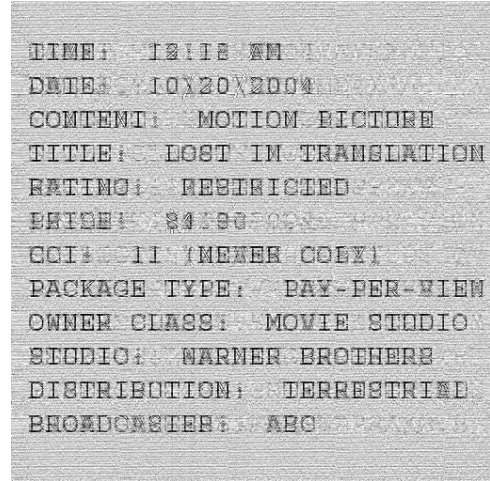 TIME: 12:12 AM
DATE: 10/20/2004
CONTENT: MOTION PICTURE
TITLE: LOST IN TRANSLATION
RATING: RESTRICTED
PRICE: $4.90
CCI: 11 (NEVER COPY)
PACKAGE TYPE: PAY-PER-VIEW
OWNER CLASS: MOVIE STUDIO
STUDIO: WARNER BROTHERS
DISTRIBUTION: TERRESTRIAL
BROADCASTER: ABC